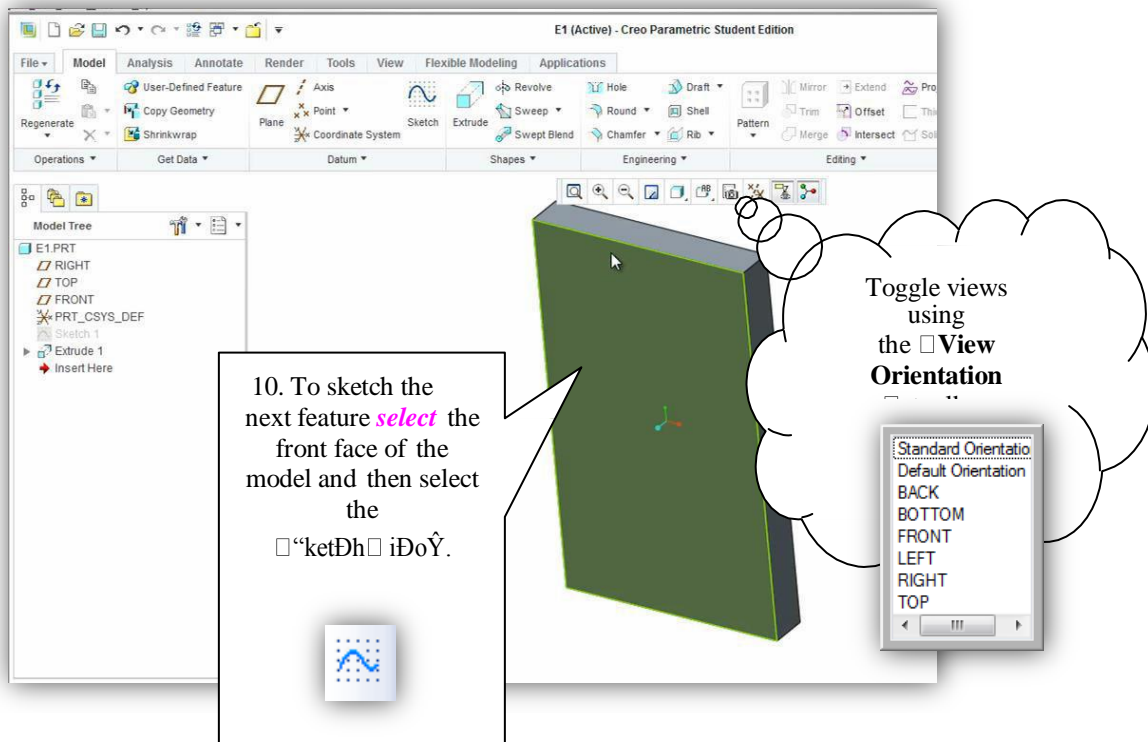 E1 (Active) - Creo Parametric Student Edition
File Model Analysis Annotate Render Tools View Flexible Modeling Applications
Regenerate
User-Defined Feature
Copy Geometry
Shrinkwrap
Plane
Axis
Point
Coordinate System
Sketch
Extrude
Revolve
Sweep
Swept Blend
Hole
Round
Chamfer
Draft
Shell
Rib
Pattern
Mirror
Trim
Merge
Extend
Offset
Intersect
Pro
Thi
Sol
Operations Get Data Datum Shapes Engineering Editing
Model Tree
E1.PRT
RIGHT
TOP
FRONT
PRT_CSYS_DEF
Sketch 1
Extrude 1
Insert Here
10. To sketch the
next feature select the
front face of the
model and then select
the
□“ketÐh□ iÐoŶ.
Toggle views
using
the □View
Orientation
Standard Orientatio
Default Orientation
BACK
BOTTOM
FRONT
LEFT
RIGHT
TOP